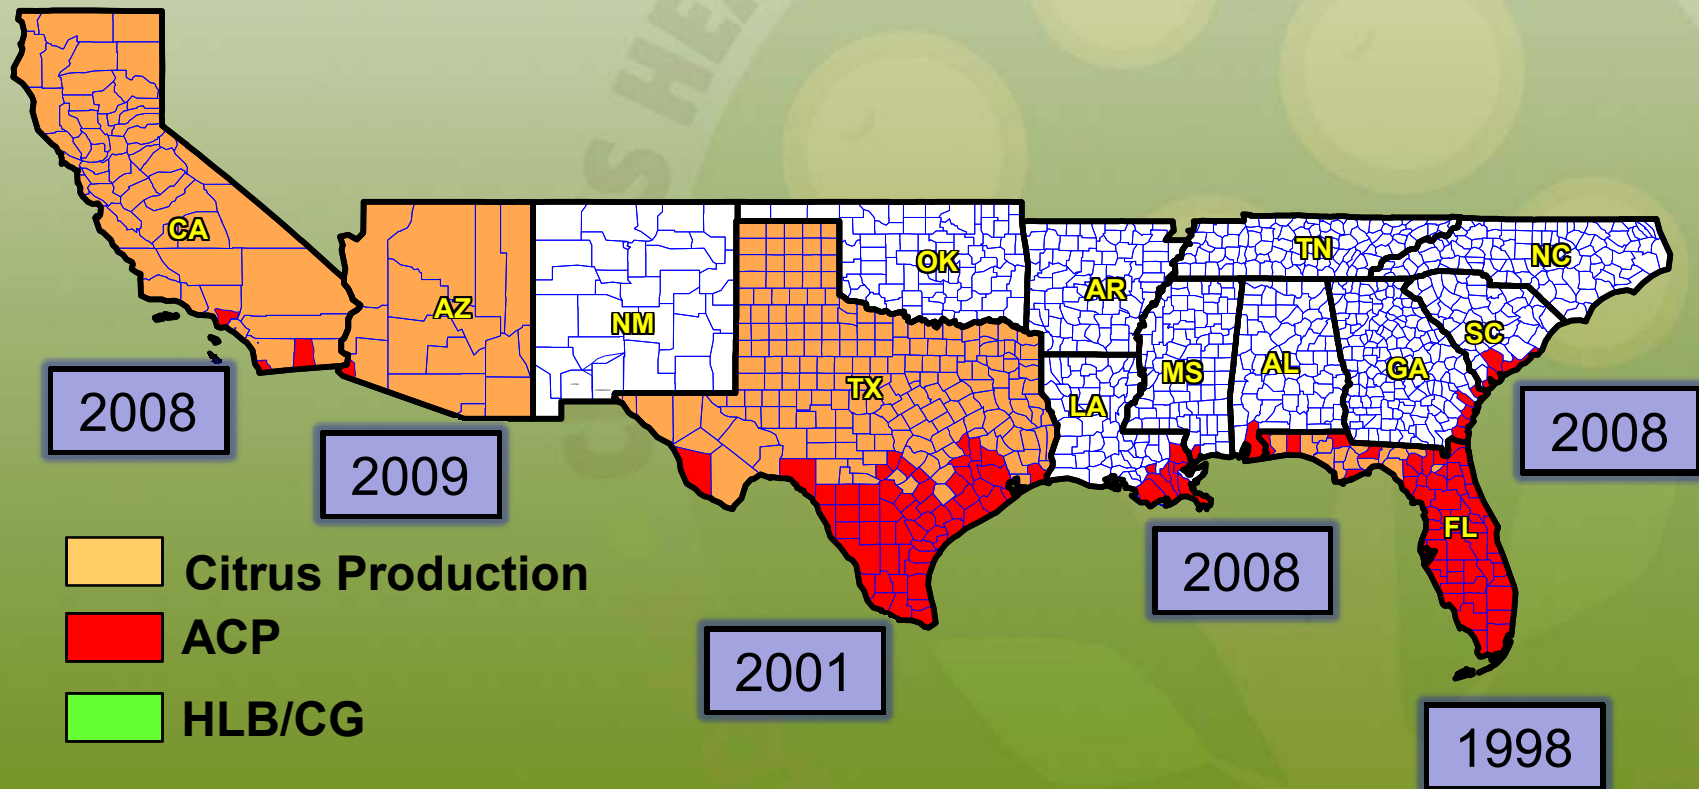 CA
AZ
NM
OK
TX
AR
LA
MS
TN
AL
GA
NC
SC
FL
2008
2009
2001
2008
2008
1998
Citrus Production
ACP
HLB/CG